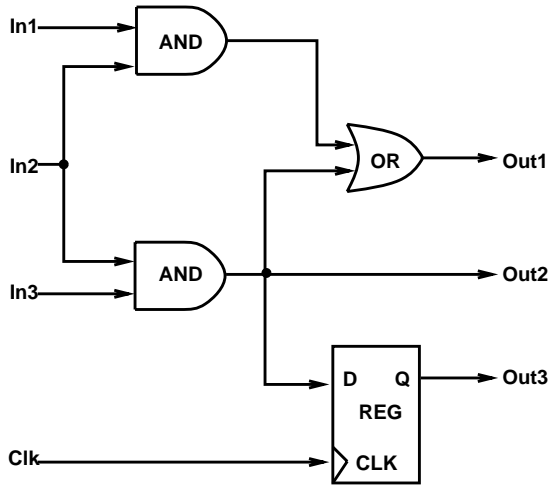 In1
AND
In2
OR
Out1
AND
In3
Out2
D Q
Out3
REG
Clk
CLK